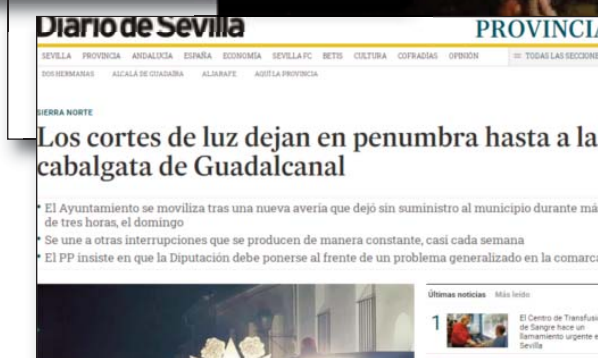 Diario de Sevilla
PROVINCIA
SEVILLA PROVINCIA ANDALUCÍA ESPAÑA ECONOMÍA SEVILLA FC BETIS CULTURA COFRADÍAS OPINIÓN
≡ TODAS LAS SECCIONES
DOS HERMANAS ALCALÁ DE GUADAÍRA ALJARAFE AQUÍ LA PROVINCIA
SIERRA NORTE
Los cortes de luz dejan en penumbra hasta a la
cabalgata de Guadalcanal
El Ayuntamiento se moviliza tras una nueva avería que dejó sin suministro al municipio durante má
de tres horas, el domingo
Se une a otras interrupciones que se producen de manera constante, casi cada semana
El PP insiste en que la Diputación debe ponerse al frente de un problema generalizado en la comarca
Últimas noticias Más leído
1
El Centro de Transfusi
de Sangre hace un
llamamiento urgente e
Sevilla